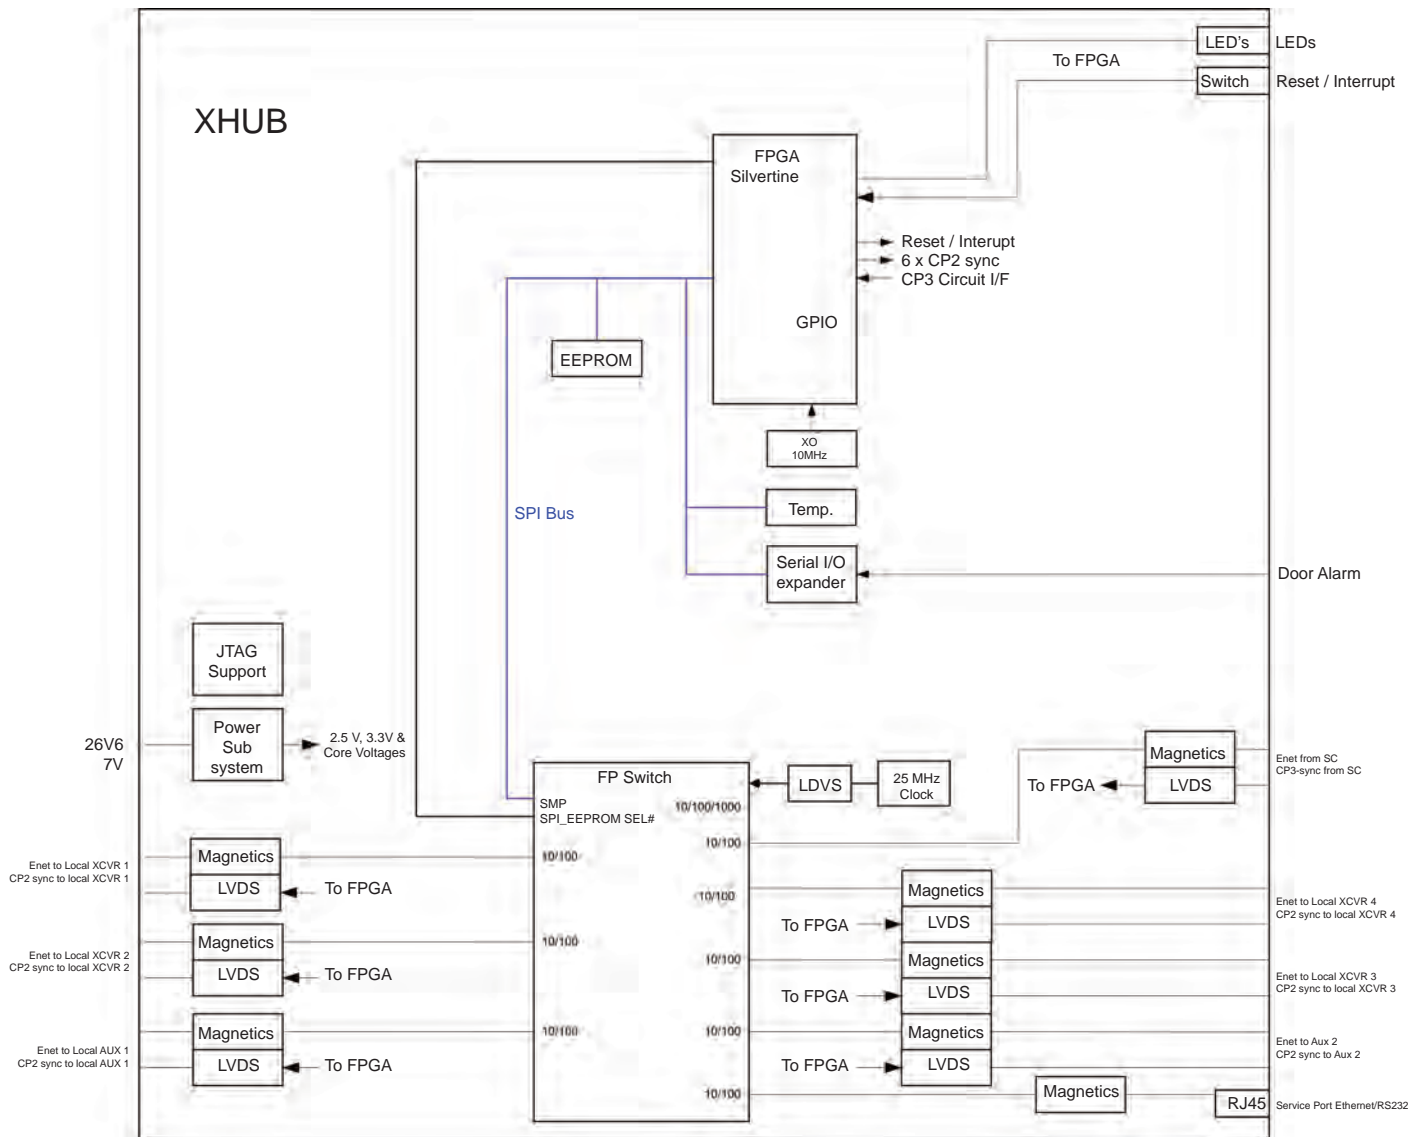 LED's
LEDs
To FPGA
Switch
Reset / Interrupt
XHUB
FPGA
Silvertine
Reset / Interupt
6 x CP2 sync
CP3 Circuit I/F
GPIO
EEPROM
XO
10MHz
SPI Bus
Temp.
Serial I/O
expander
Door Alarm
JTAG
Support
26V6
7V
Power
Sub
system
2.5 V, 3.3V &
Core Voltages
FP Switch
SMP
SPI_EEPROM SEL#
10/100/1000
LDVS
25 MHz
Clock
Magnetics
Enet from SC
CP3-sync from SC
To FPGA
LVDS
10/100
Enet to Local XCVR 1
CP2 sync to local XCVR 1
Magnetics
10/100
LVDS
To FPGA
10/100
Magnetics
Enet to Local XCVR 4
CP2 sync to local XCVR 4
To FPGA
LVDS
Enet to Local XCVR 2
CP2 sync to local XCVR 2
Magnetics
10/100
LVDS
To FPGA
10/100
Magnetics
Enet to Local XCVR 3
CP2 sync to local XCVR 3
To FPGA
LVDS
Enet to Local AUX 1
CP2 sync to local AUX 1
Magnetics
10/100
LVDS
To FPGA
10/100
Magnetics
Enet to Aux 2
CP2 sync to Aux 2
To FPGA
LVDS
10/100
Magnetics
RJ45
Service Port Ethernet/RS232